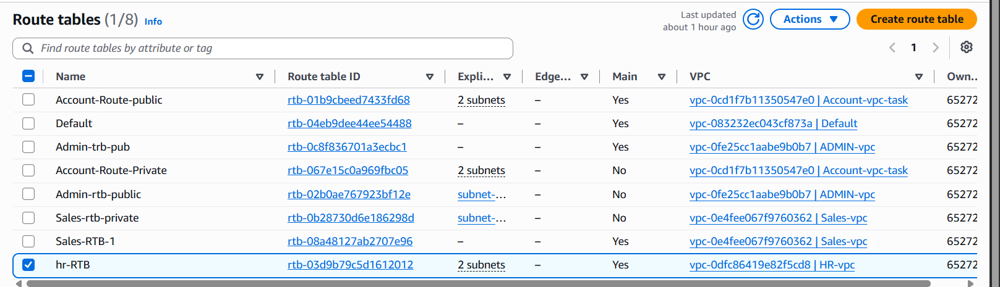 Route tables (1/8) Info
Last updated
about 1 hour ago
Actions
Create route table
Find route tables by attribute or tag
1
Name Route table ID Expli... Edge... Main VPC Own..
Account-Route-public rtb-01b9cbeed7433fd68 2 subnets – Yes vpc-0cd1f7b11350547e0 | Account-vpc-task 65272
Default rtb-04eb9dee44ee54488 – – Yes vpc-083232ec043cf873a | Default 65272
Admin-trb-pub rtb-0c8f836701a3ecbc1 – – Yes vpc-0fe25cc1aabe9b0b7 | ADMIN-vpc 65272
Account-Route-Private rtb-067e15c0a969fbc05 2 subnets – No vpc-0cd1f7b11350547e0 | Account-vpc-task 65272
Admin-rtb-public rtb-02b0ae767923bf12e subnet-... – No vpc-0fe25cc1aabe9b0b7 | ADMIN-vpc 65272
Sales-rtb-private rtb-0b28730d6e186298d subnet-... – No vpc-0e4fee067f9760362 | Sales-vpc 65272
Sales-RTB-1 rtb-08a48127ab2707e96 – – Yes vpc-0e4fee067f9760362 | Sales-vpc 65272
hr-RTB rtb-03d9b79c5d1612012 2 subnets – Yes vpc-0dfc86419e82f5cd8 | HR-vpc 65272